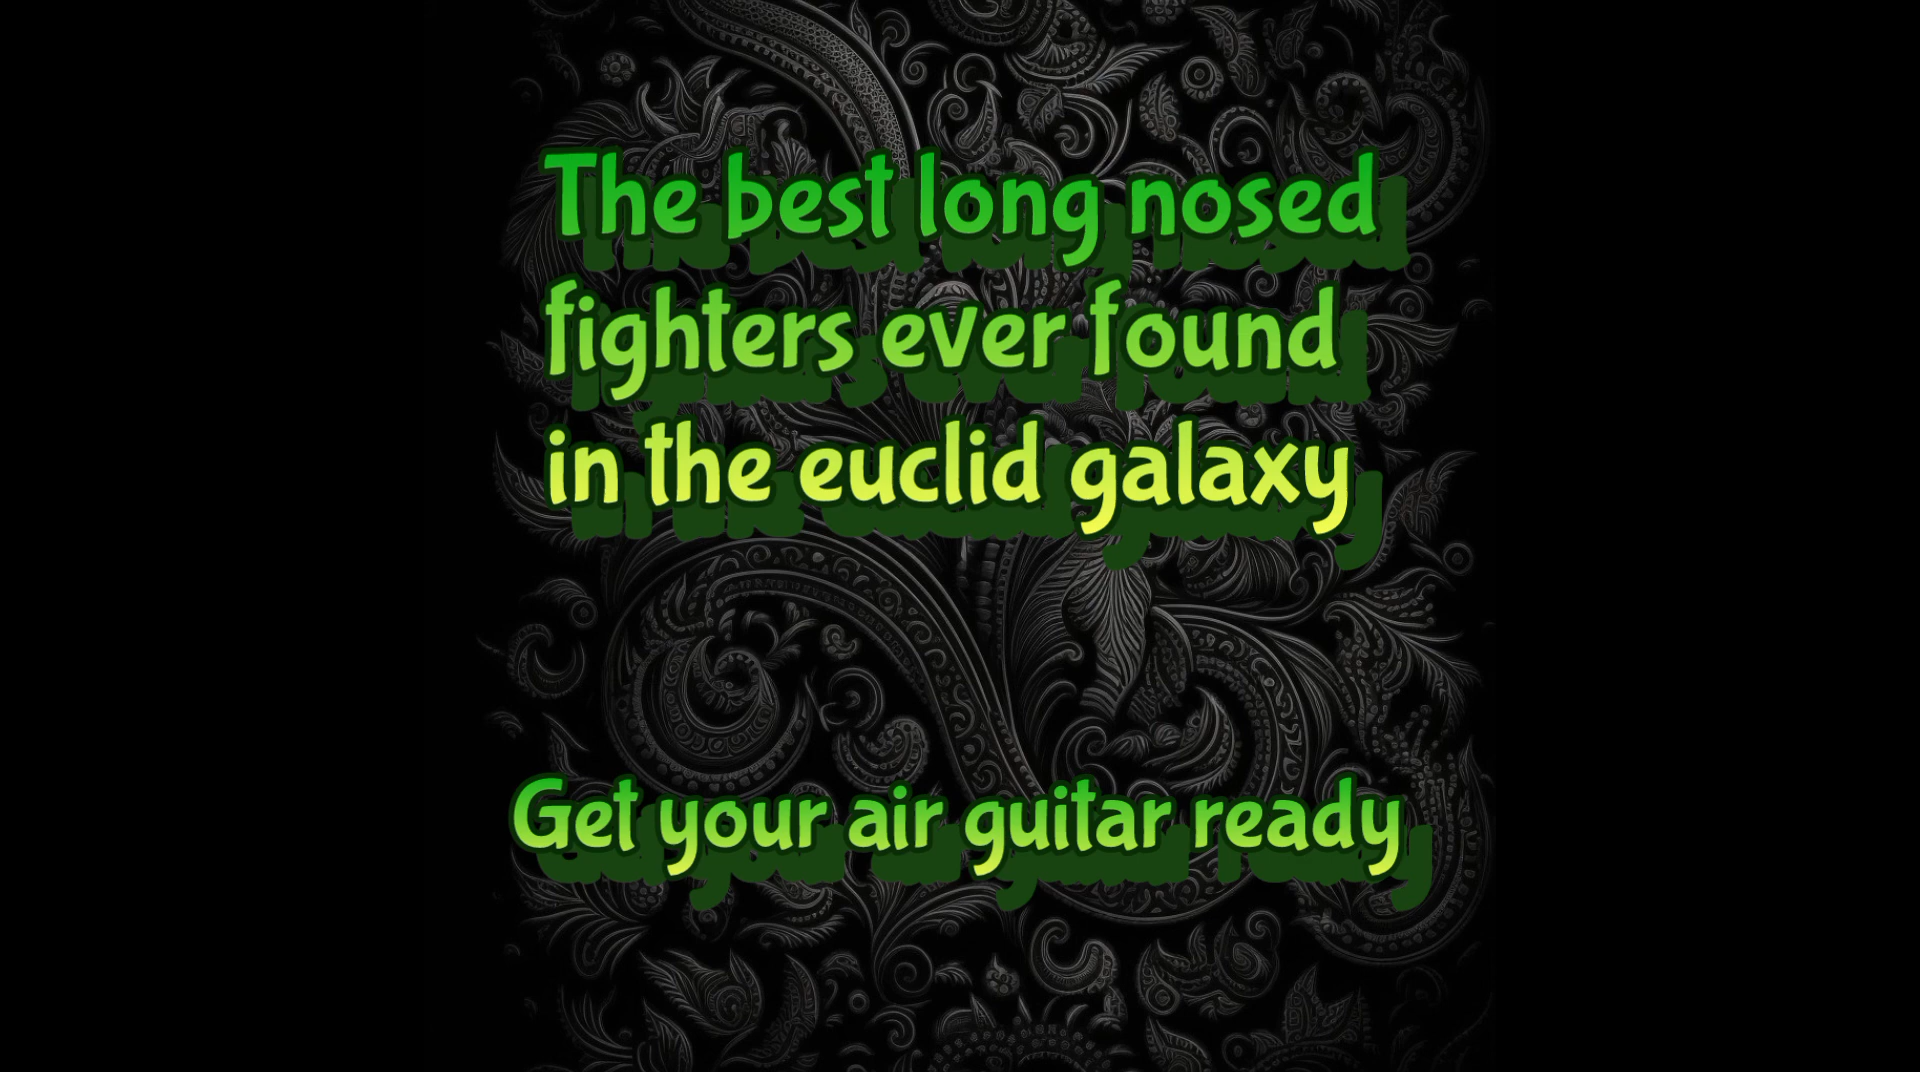 The best long nosed
fighters ever found
in the euclid galaxy
Get your air guitar ready